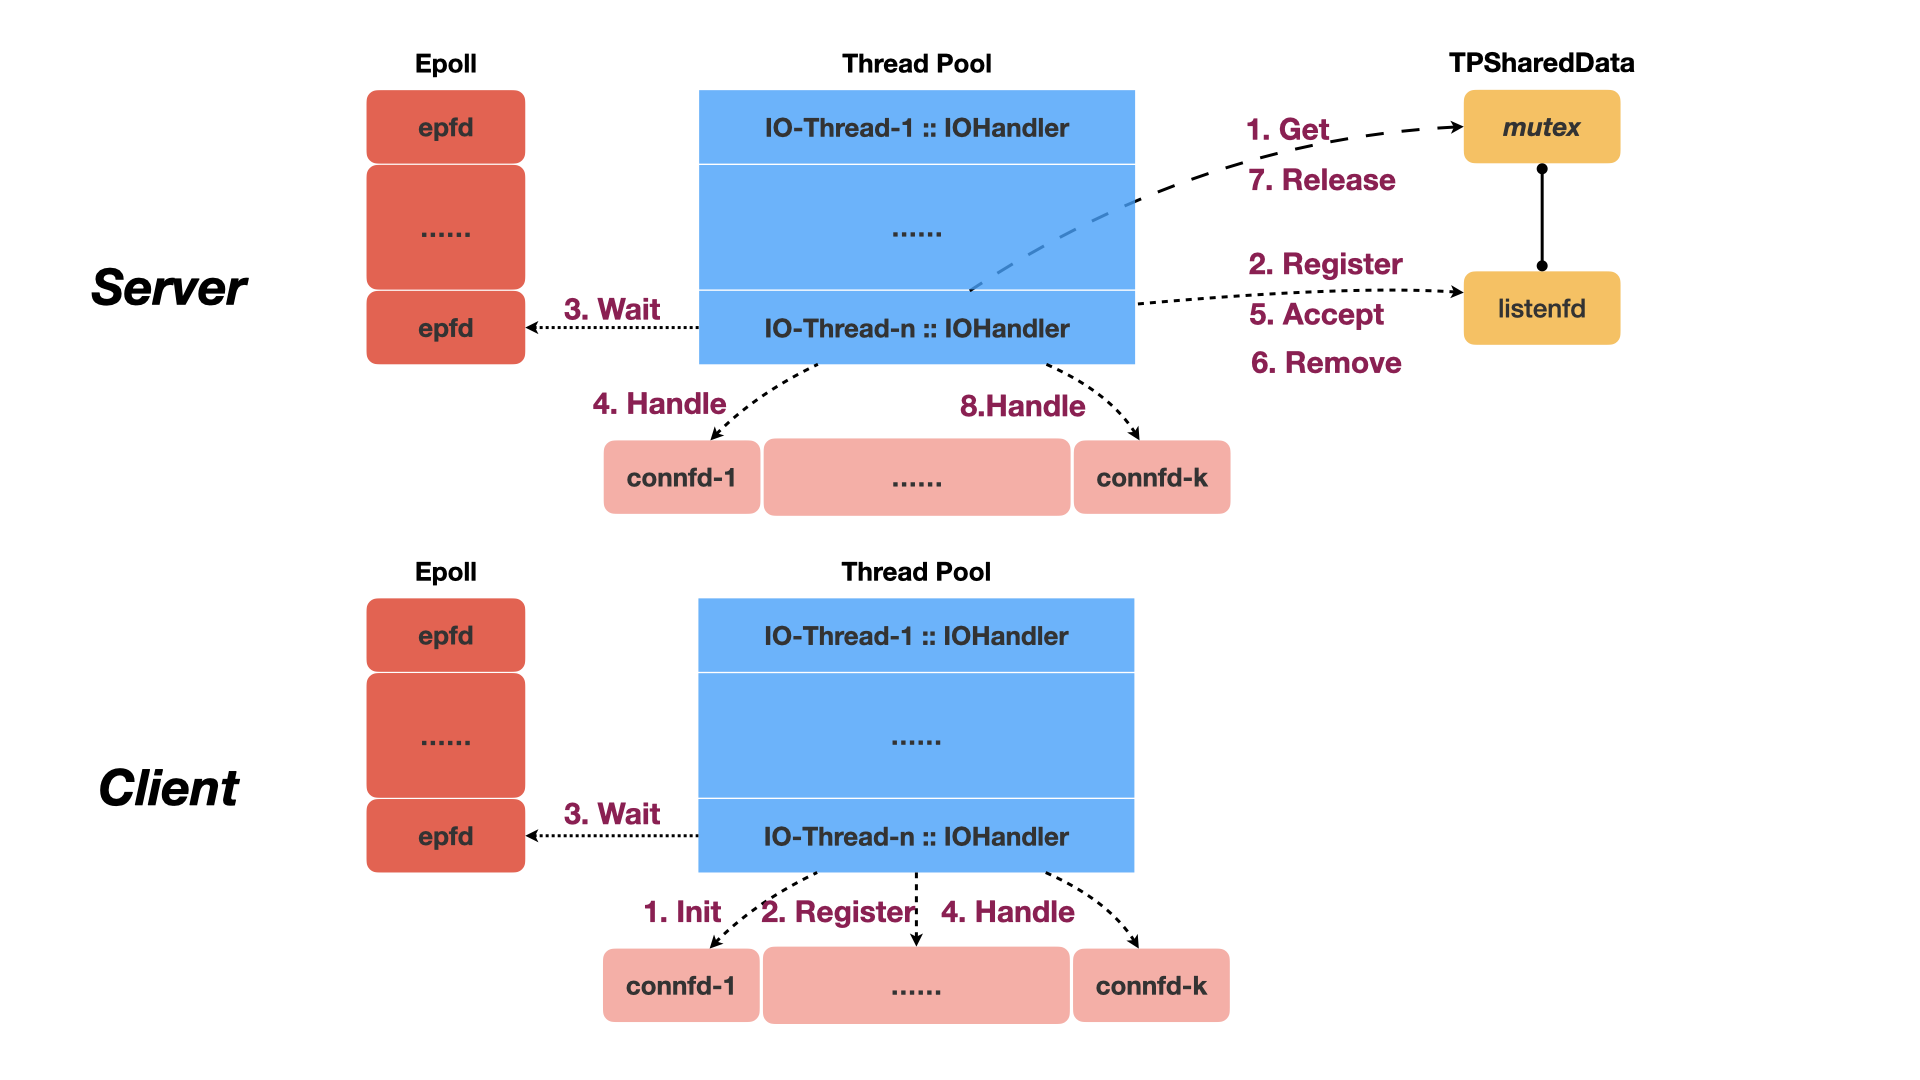 Epoll
Thread Pool
TPSharedData
epfd
IO-Thread-1 :: IOHandler
1. Get
mutex
7. Release
......
......
Server
2. Register
3. Wait
epfd
IO-Thread-n :: IOHandler
5. Accept
listenfd
6. Remove
4. Handle
8.Handle
connfd-1
......
connfd-k
Epoll
Thread Pool
epfd
IO-Thread-1 :: IOHandler
......
......
Client
3. Wait
epfd
IO-Thread-n :: IOHandler
1. Init
2. Register
4. Handle
connfd-1
......
connfd-k